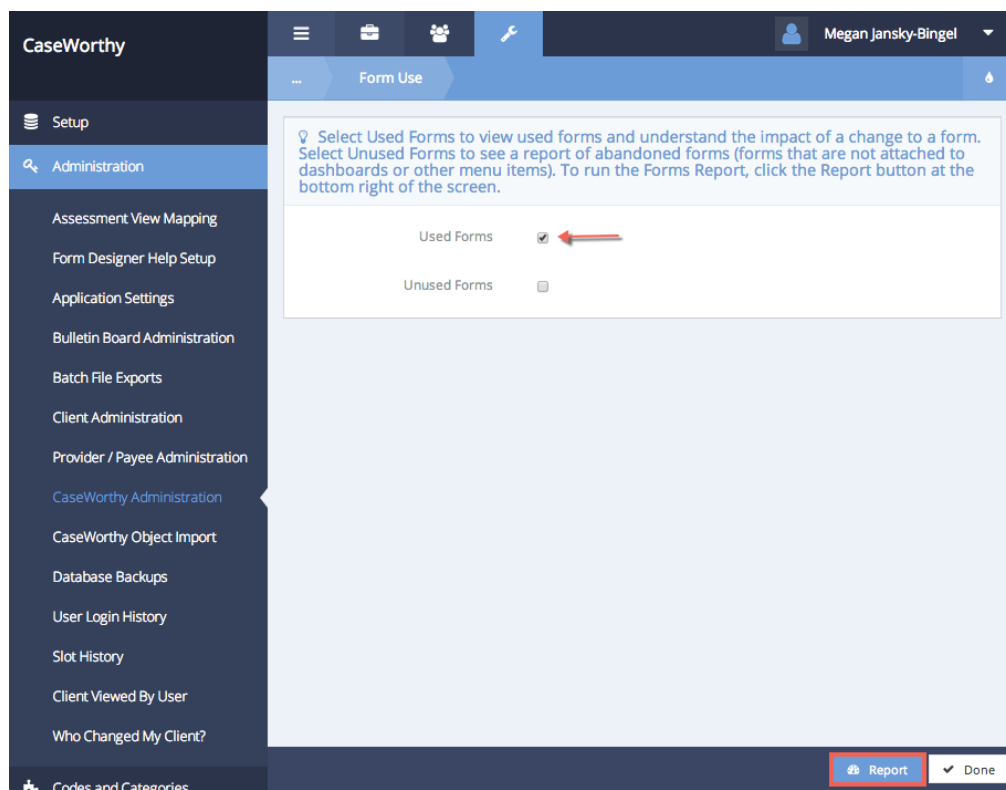 CaseWorthy
Megan Jansky-Bingel
... Form Use
Setup
Administration
Assessment View Mapping
Form Designer Help Setup
Application Settings
Bulletin Board Administration
Batch File Exports
Client Administration
Provider / Payee Administration
CaseWorthy Administration
CaseWorthy Object Import
Database Backups
User Login History
Slot History
Client Viewed By User
Who Changed My Client?
Codes and Categories
Select Used Forms to view used forms and understand the impact of a change to a form.
Select Unused Forms to see a report of abandoned forms (forms that are not attached to
dashboards or other menu items). To run the Forms Report, click the Report button at the
bottom right of the screen.
Used Forms
Unused Forms
Report
Done